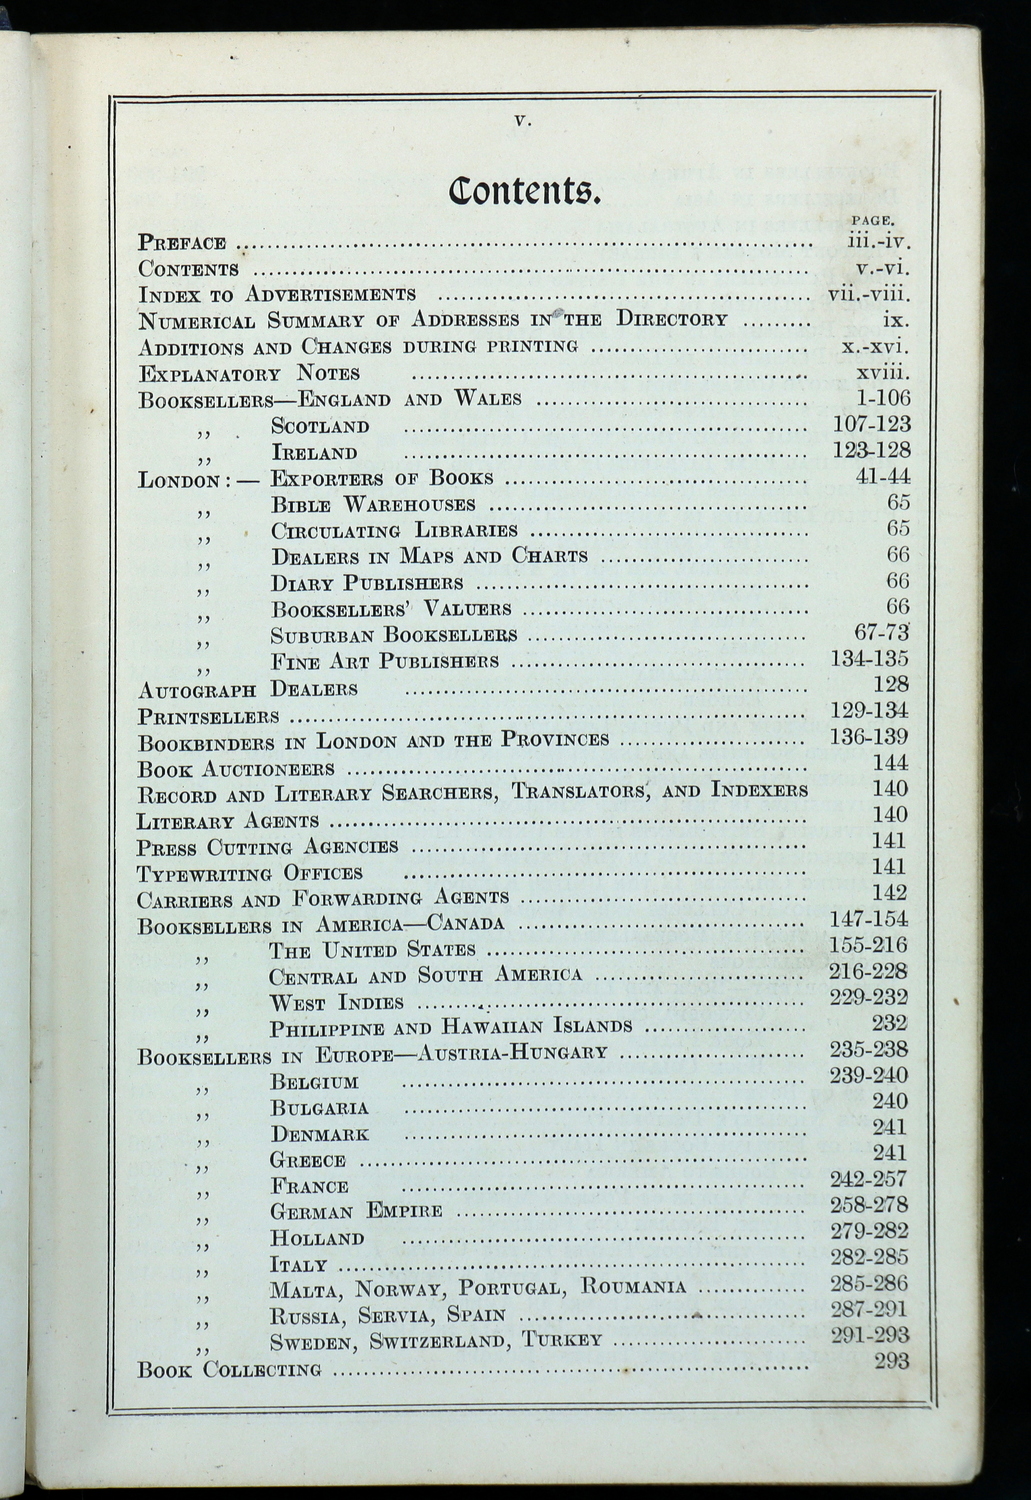 v.
Contents.
PAGE.
PREFACE ........ iii.-iv.
CONTENTS ........ v.-vi.
INDEX TO ADVERTISEMENTS ........ vii.-viii.
NUMERICAL SUMMARY OF ADDRESSES IN THE DIRECTORY ........ ix.
ADDITIONS AND CHANGES DURING PRINTING ........ x.-xvi.
EXPLANATORY NOTES ........ xviii.
BOOKSELLERS—ENGLAND AND WALES ........ 1-106
,, SCOTLAND ........ 107-123
,, IRELAND ........ 123-128
LONDON:— EXPORTERS OF BOOKS ........ 41-44
,, BIBLE WAREHOUSES ........ 65
,, CIRCULATING LIBRARIES ........ 65
,, DEALERS IN MAPS AND CHARTS ........ 66
,, DIARY PUBLISHERS ........ 66
,, BOOKSELLERS' VALUERS ........ 66
,, SUBURBAN BOOKSELLERS ........ 67-73
,, FINE ART PUBLISHERS ........ 134-135
AUTOGRAPH DEALERS ........ 128
PRINTSELLERS ........ 129-134
BOOKBINDERS IN LONDON AND THE PROVINCES ........ 136-139
BOOK AUCTIONEERS ........ 144
RECORD AND LITERARY SEARCHERS, TRANSLATORS, AND INDEXERS 140
LITERARY AGENTS ........ 140
PRESS CUTTING AGENCIES ........ 141
TYPEWRITING OFFICES ........ 141
CARRIERS AND FORWARDING AGENTS ........ 142
BOOKSELLERS IN AMERICA—CANADA ........ 147-154
,, THE UNITED STATES ........ 155-216
,, CENTRAL AND SOUTH AMERICA ........ 216-228
,, WEST INDIES ........ 229-232
,, PHILIPPINE AND HAWAIIAN ISLANDS ........ 232
BOOKSELLERS IN EUROPE—AUSTRIA-HUNGARY ........ 235-238
,, BELGIUM ........ 239-240
,, BULGARIA ........ 240
,, DENMARK ........ 241
,, GREECE ........ 241
,, FRANCE ........ 242-257
,, GERMAN EMPIRE ........ 258-278
,, HOLLAND ........ 279-282
,, ITALY ........ 282-285
,, MALTA, NORWAY, PORTUGAL, ROUMANIA ........ 285-286
,, RUSSIA, SERVIA, SPAIN ........ 287-291
,, SWEDEN, SWITZERLAND, TURKEY ........ 291-293
BOOK COLLECTING ........ 293